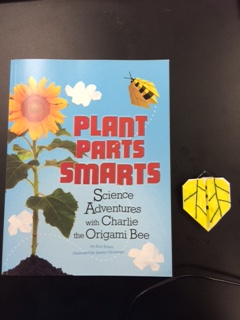 PLANT
PARTS
SMARTS
Science
Adventures
with Charlie
the Origami Bee